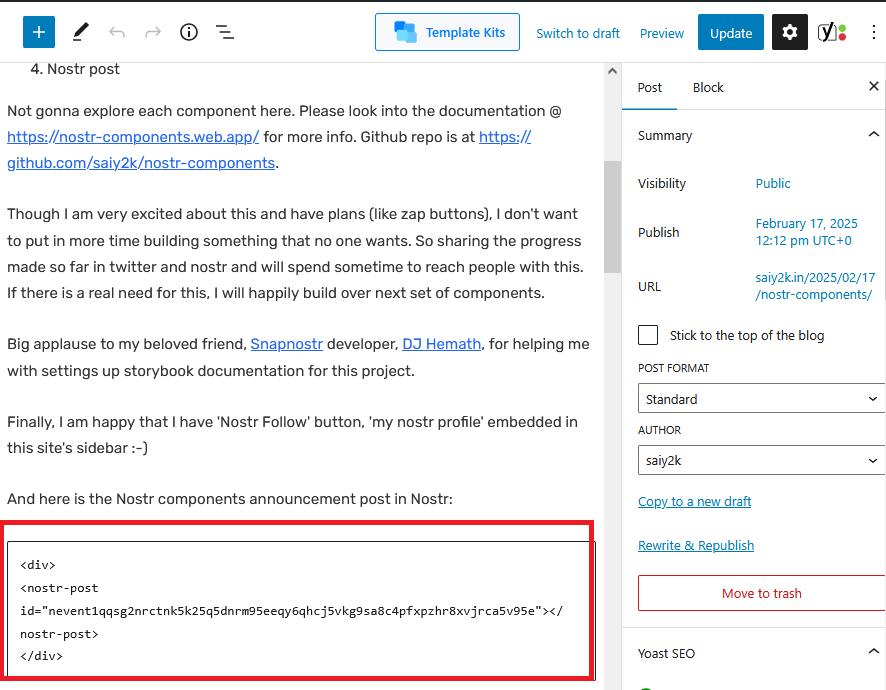 Template Kits
Switch to draft
Preview
Update
4. Nostr post
Not gonna explore each component here. Please look into the documentation @
https://nostr-components.web.app/ for more info. Github repo is at https://
github.com/saiy2k/nostr-components.
Though I am very excited about this and have plans (like zap buttons), I don't want
to put in more time building something that no one wants. So sharing the progress
made so far in twitter and nostr and will spend sometime to reach people with this.
If there is a real need for this, I will happily build over next set of components.
Big applause to my beloved friend, Snapnostr developer, DJ Hemath, for helping me
with settings up storybook documentation for this project.
Finally, I am happy that I have 'Nostr Follow' button, 'my nostr profile' embedded in
this site's sidebar :-)
And here is the Nostr components announcement post in Nostr:
<div>
<nostr-post
id="nevent1qqsg2nrctnk5k25q5dnrm95eeqy6qhcj5vkg9sa8c4pfxpzhr8xvjrca5v95e"></
nostr-post>
</div>
Post
Block
Summary
Visibility
Public
Publish
February 17, 2025
12:12 pm UTC+0
URL
saiy2k.in/2025/02/17
/nostr-components/
Stick to the top of the blog
POST FORMAT
Standard
AUTHOR
saiy2k
Copy to a new draft
Rewrite & Republish
Move to trash
Yoast SEO